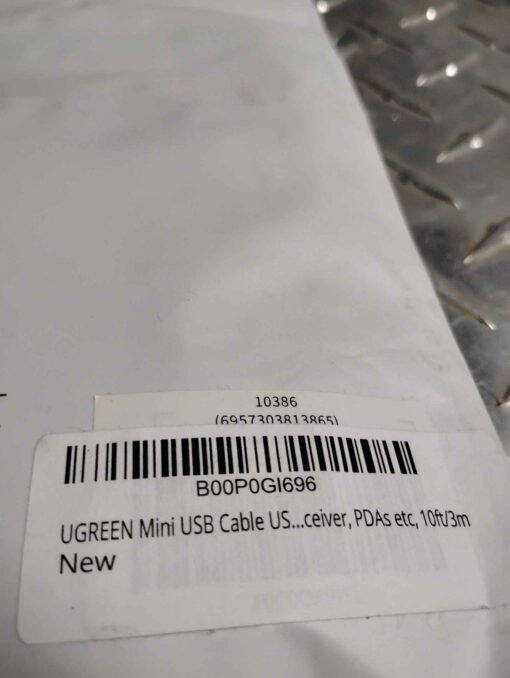 10386
(6957303813865)
B00P0GI696
UGREEN Mini USB Cable US...ceiver, PDAs etc, 10ft/3m
New